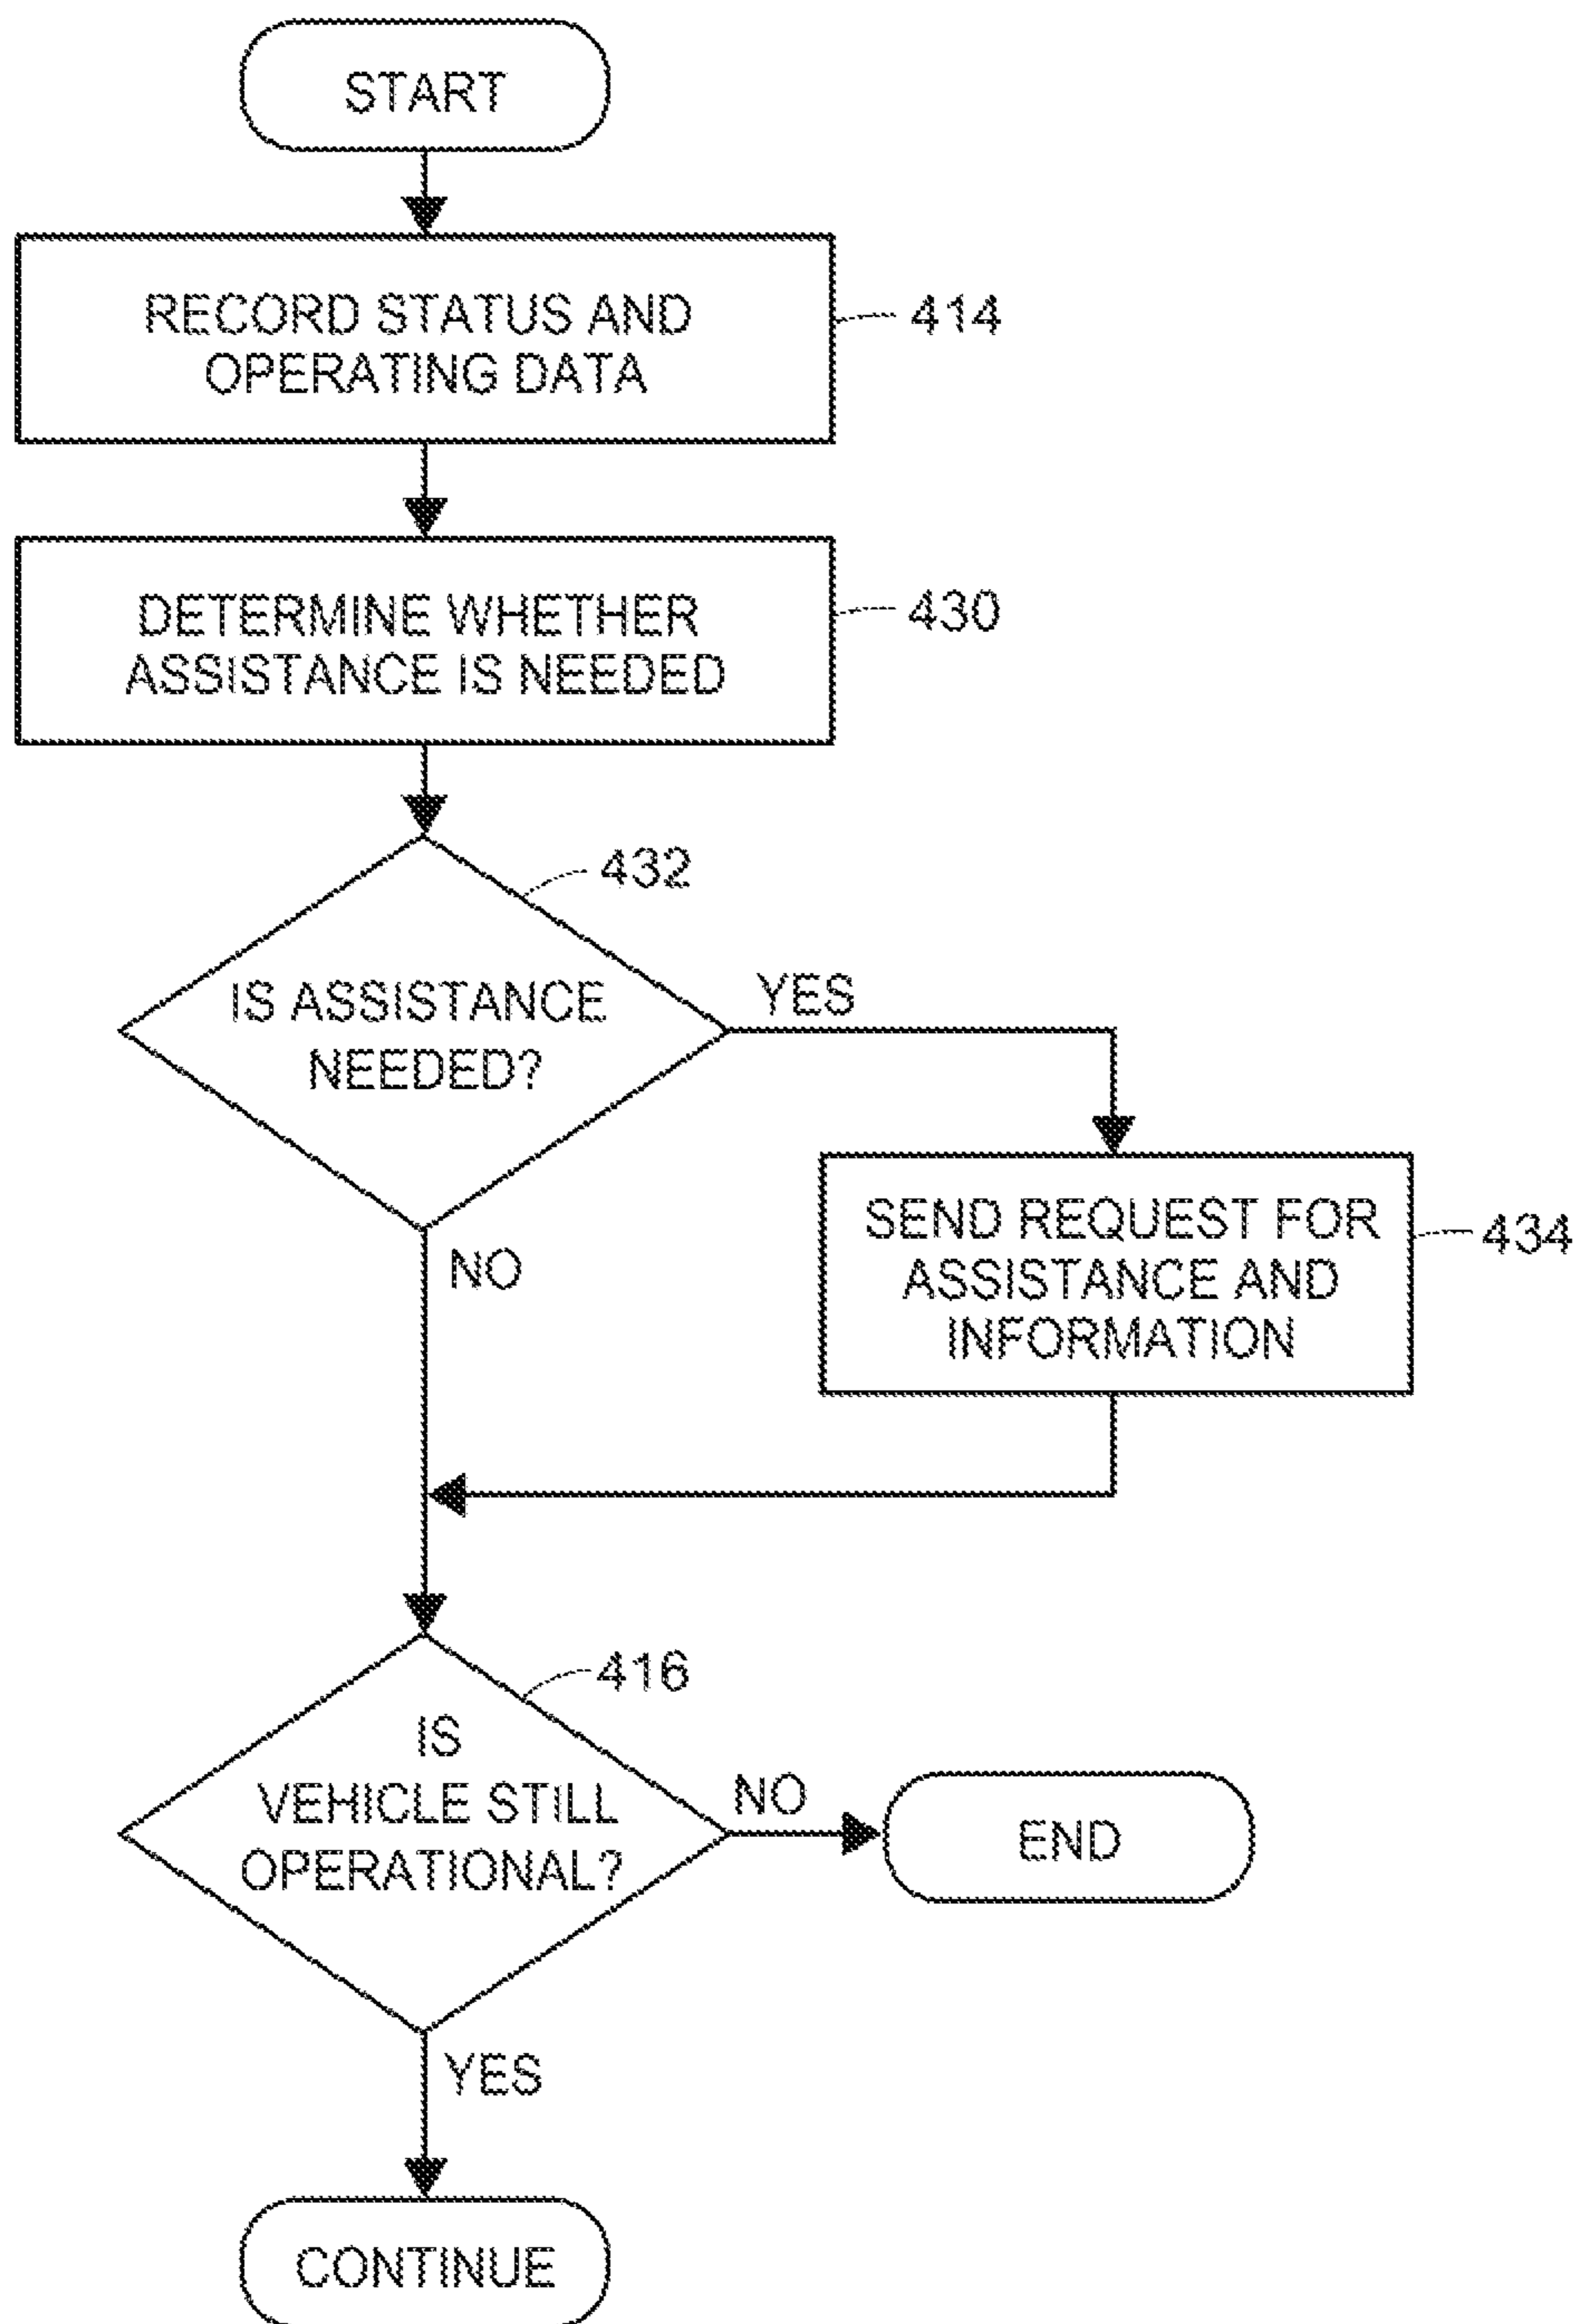 START
RECORD STATUS AND
OPERATING DATA
414
DETERMINE WHETHER
ASSISTANCE IS NEEDED
430
432
IS ASSISTANCE
NEEDED?
YES
NO
SEND REQUEST FOR
ASSISTANCE AND
INFORMATION
434
416
IS
VEHICLE STILL
OPERATIONAL?
NO
END
YES
CONTINUE